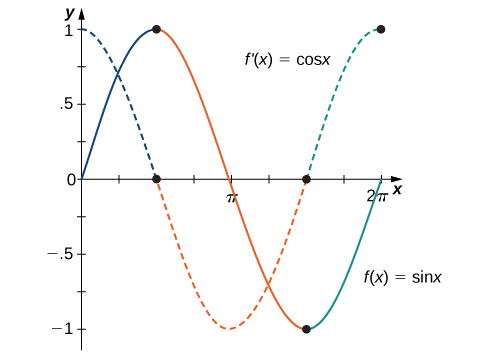 y
1
f'(x) = cosx
.5
0
π
2π
x
−.5
f(x) = sinx
−1